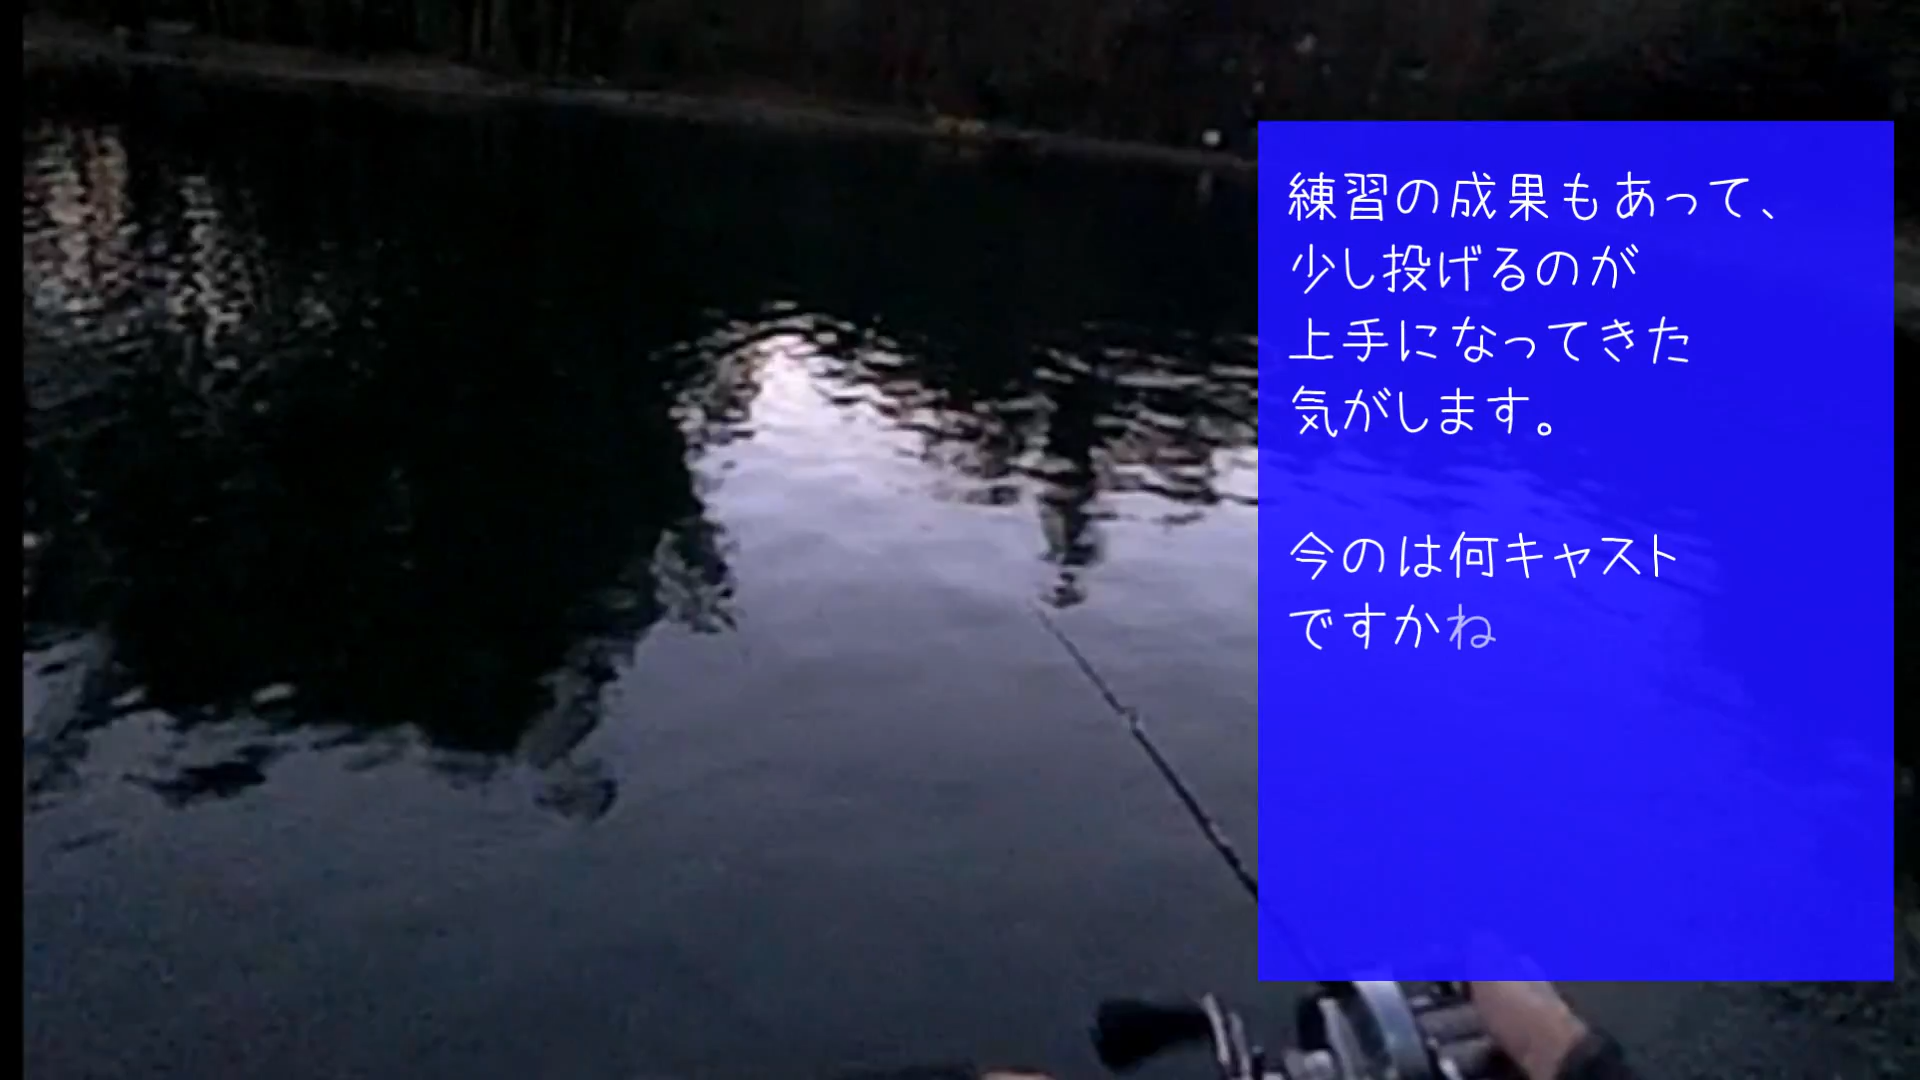 練習の成果もあって、
少し投げるのが
上手になってきた
気がします。
今のは何キャスト
ですかね